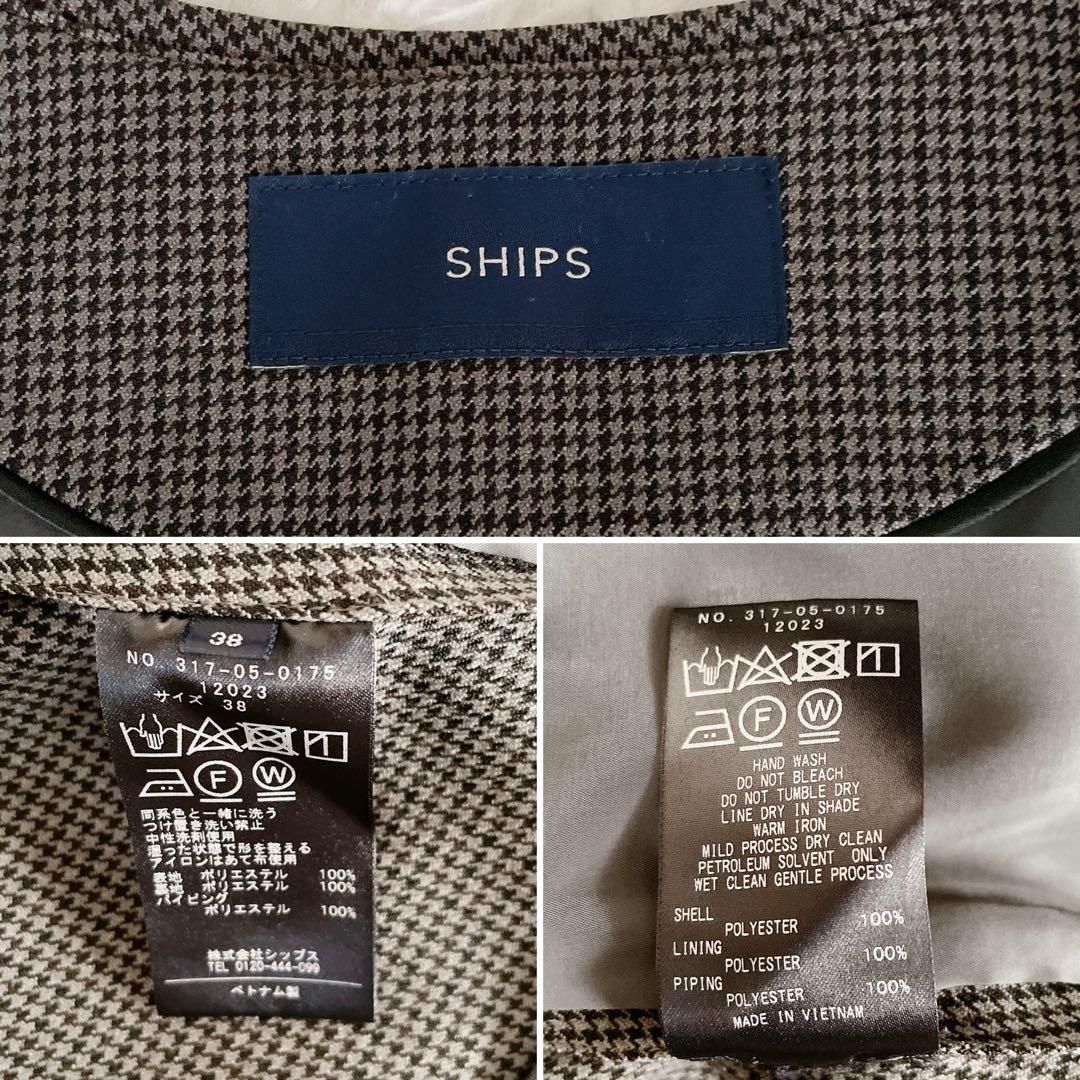 SHIPS
38
NO. 317-05-0175
12023
サイズ 38
F W
同系色と一緒に洗う
つけ置き洗い禁止
中性洗剤使用
湿った状態で形を整える
アイロンはあて布使用
表地 ポリエステル 100%
裏地 ポリエステル 100%
パイピング
ポリエステル 100%
株式会社シップス
TEL 0120-444-099
ベトナム製
NO. 317-05-0175
12023
F W
HAND WASH
DO NOT BLEACH
DO NOT TUMBLE DRY
LINE DRY IN SHADE
WARM IRON
MILD PROCESS DRY CLEAN
PETROLEUM SOLVENT ONLY
WET CLEAN GENTLE PROCESS
SHELL
POLYESTER 100%
LINING
POLYESTER 100%
PIPING
POLYESTER 100%
MADE IN VIETNAM